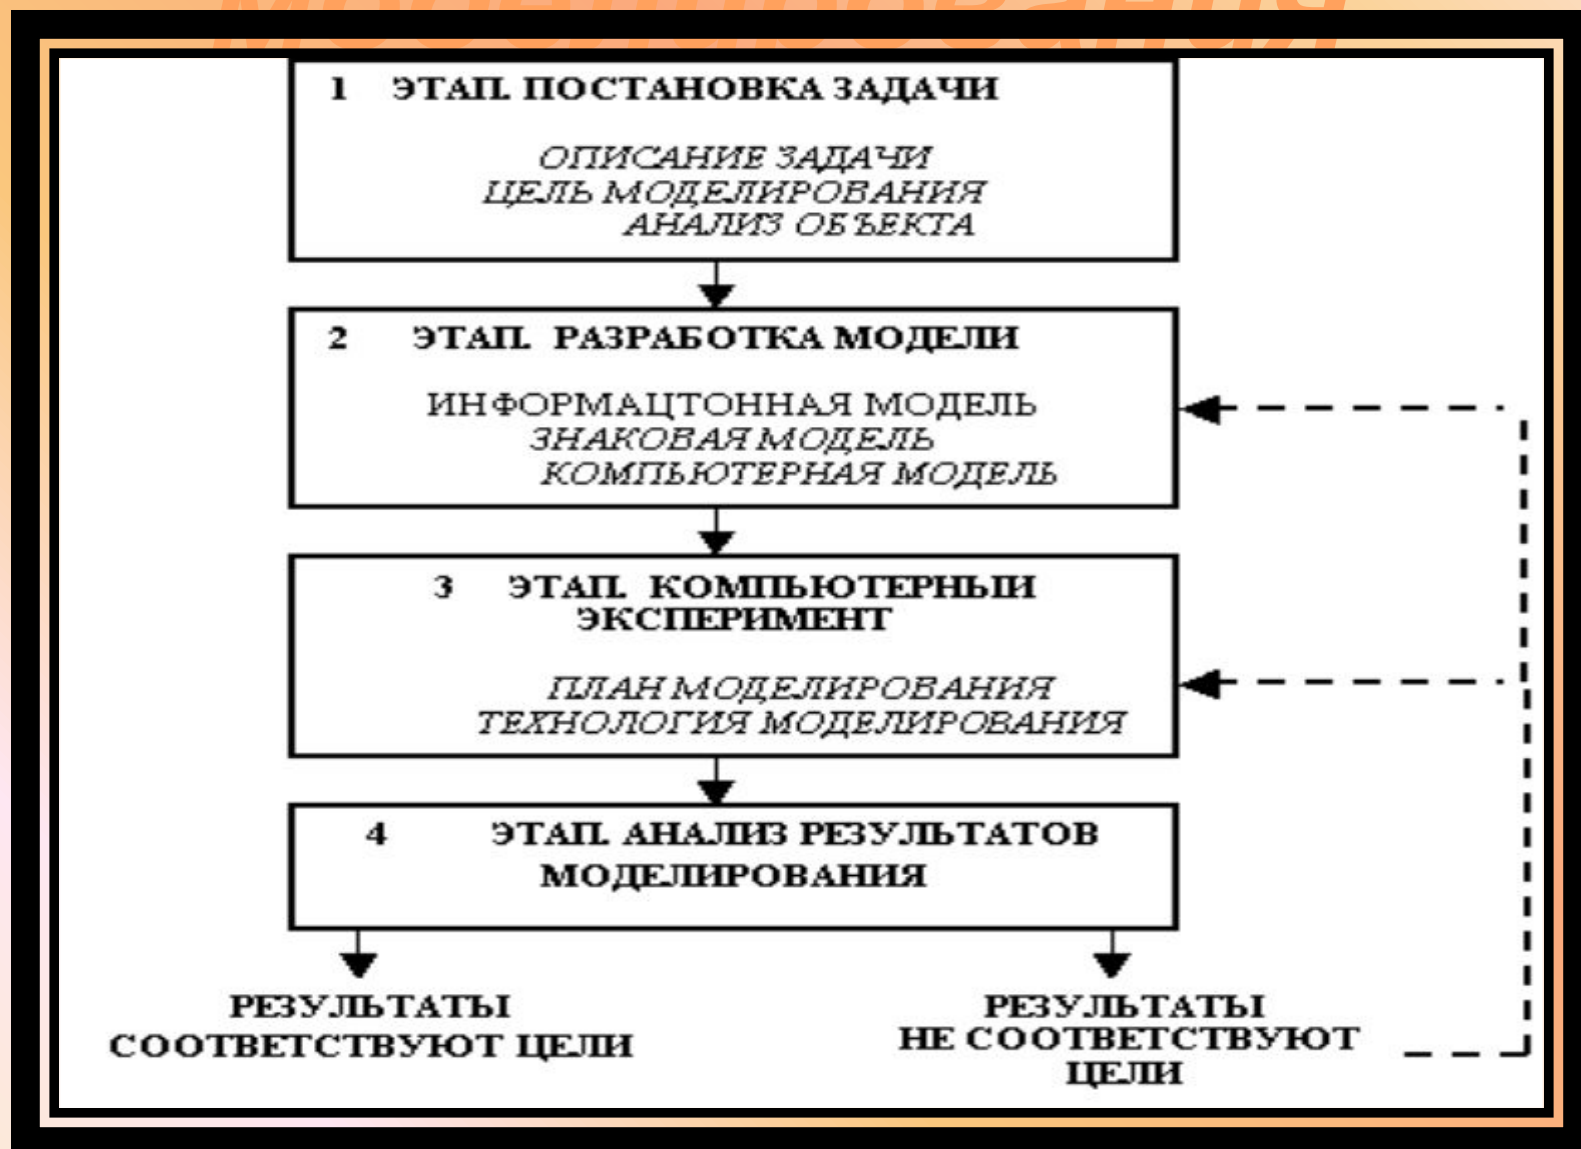 моделирования
1 ЭТАП. ПОСТАНОВКА ЗАДАЧИ
ОПИСАНИЕ ЗАДАЧИ
ЦЕЛЬ МОДЕЛИРОВАНИЯ
АНАЛИЗ ОБЪЕКТА
2 ЭТАП. РАЗРАБОТКА МОДЕЛИ
ИНФОРМАЦТОННАЯ МОДЕЛЬ
ЗНАКОВАЯ МОДЕЛЬ
КОМПЬЮТЕРНАЯ МОДЕЛЬ
3 ЭТАП. КОМПЬЮТЕРНЫЙ
ЭКСПЕРИМЕНТ
ПЛАН МОДЕЛИРОВАНИЯ
ТЕХНОЛОГИЯ МОДЕЛИРОВАНИЯ
4 ЭТАП. АНАЛИЗ РЕЗУЛЬТАТОВ
МОДЕЛИРОВАНИЯ
РЕЗУЛЬТАТЫ
СООТВЕТСТВУЮТ ЦЕЛИ
РЕЗУЛЬТАТЫ
НЕ СООТВЕТСТВУЮТ
ЦЕЛИ